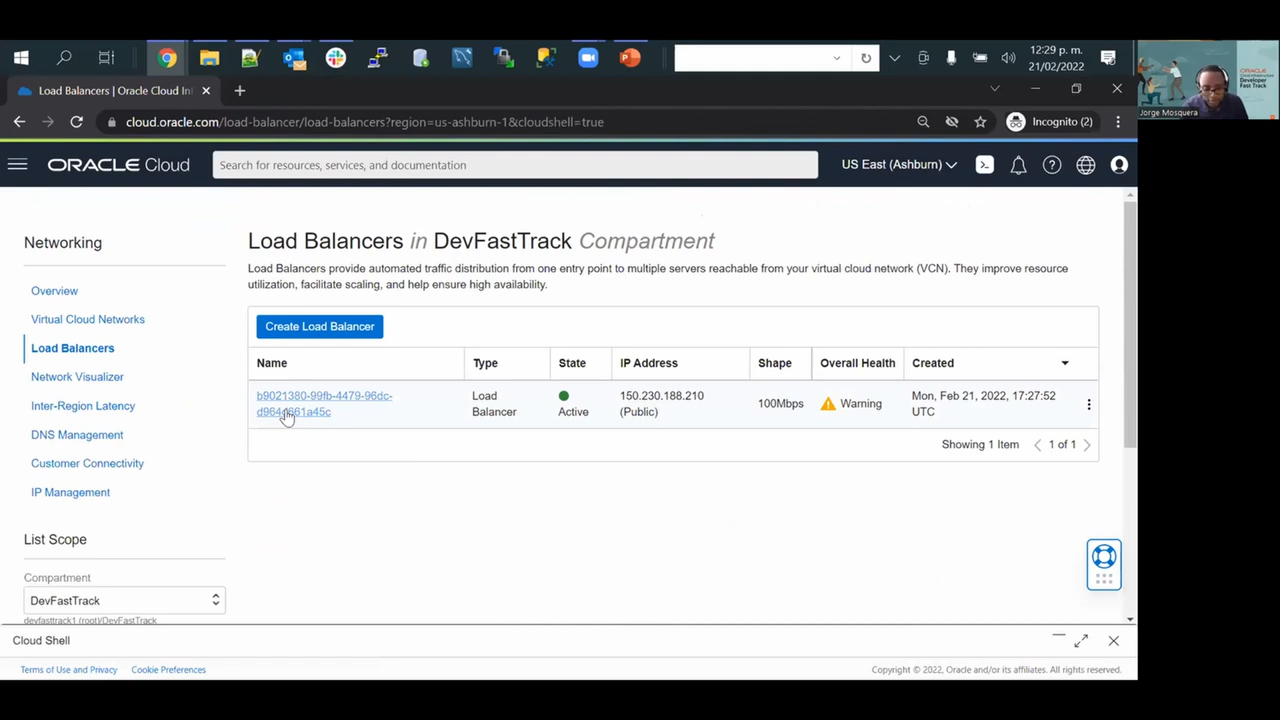 12:29 p. m.
21/02/2022
Load Balancers | Oracle Cloud In
cloud.oracle.com/load-balancer/load-balancers?region=us-ashburn-1&cloudshell=true
Incognito (2)
ORACLE
Developer
Fast Track
Jorge Mosquera
ORACLE Cloud
Search for resources, services, and documentation
US East (Ashburn)
Networking
Overview
Virtual Cloud Networks
Load Balancers
Network Visualizer
Inter-Region Latency
DNS Management
Customer Connectivity
IP Management
List Scope
Compartment
DevFastTrack
devfasttrack1 (root)/DevFastTrack
Load Balancers in DevFastTrack Compartment
Load Balancers provide automated traffic distribution from one entry point to multiple servers reachable from your virtual cloud network (VCN). They improve resource
utilization, facilitate scaling, and help ensure high availability.
Create Load Balancer
Name Type State IP Address Shape Overall Health Created
b9021380-99fb-4479-96dc- Load Active 150.230.188.210 100Mbps Warning Mon, Feb 21, 2022, 17:27:52
Balancer (Public) UTC
Showing 1 Item 1 of 1
Cloud Shell
Terms of Use and Privacy Cookie Preferences
Copyright © 2022, Oracle and/or its affiliates. All rights reserved.